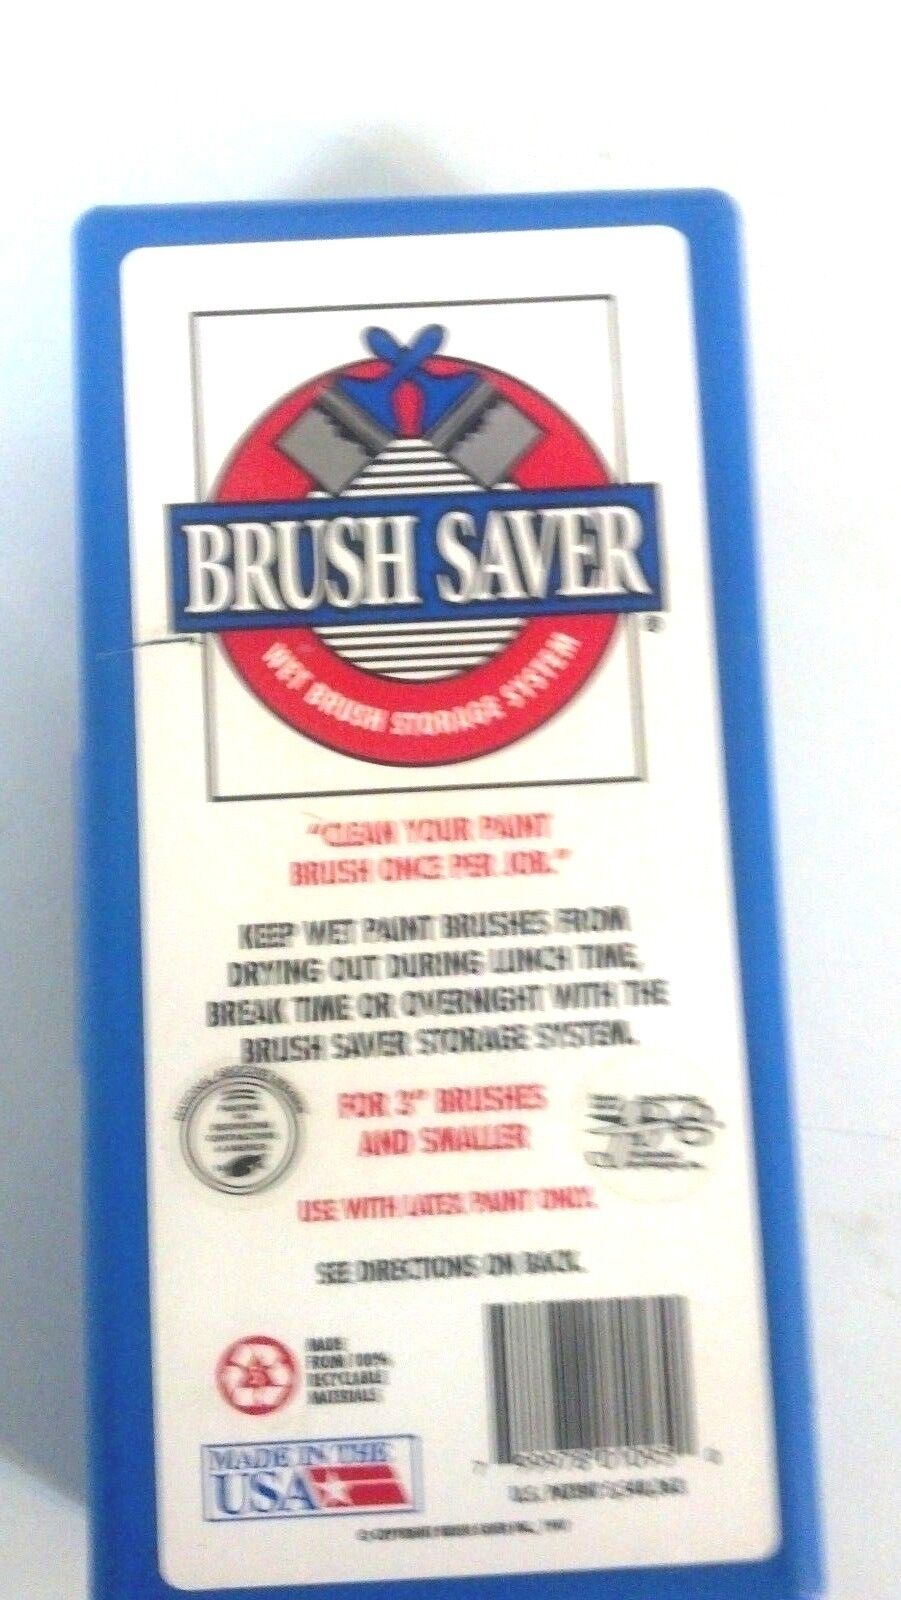 BRUSH SAVER
®
WET BRUSH STORAGE SYSTEM
"CLEAN YOUR PAINT
BRUSH ONCE PER JOB."
KEEP WET PAINT BRUSHES FROM
DRYING OUT DURING LUNCH TIME,
BREAK TIME OR OVERNIGHT WITH THE
BRUSH SAVER STORAGE SYSTEM.
FOR 3" BRUSHES
AND SMALLER
USE WITH LATEX PAINT ONLY.
SEE DIRECTIONS ON BACK.
MADE
FROM 100%
RECYCLABLE
MATERIALS
MADE IN THE
USA